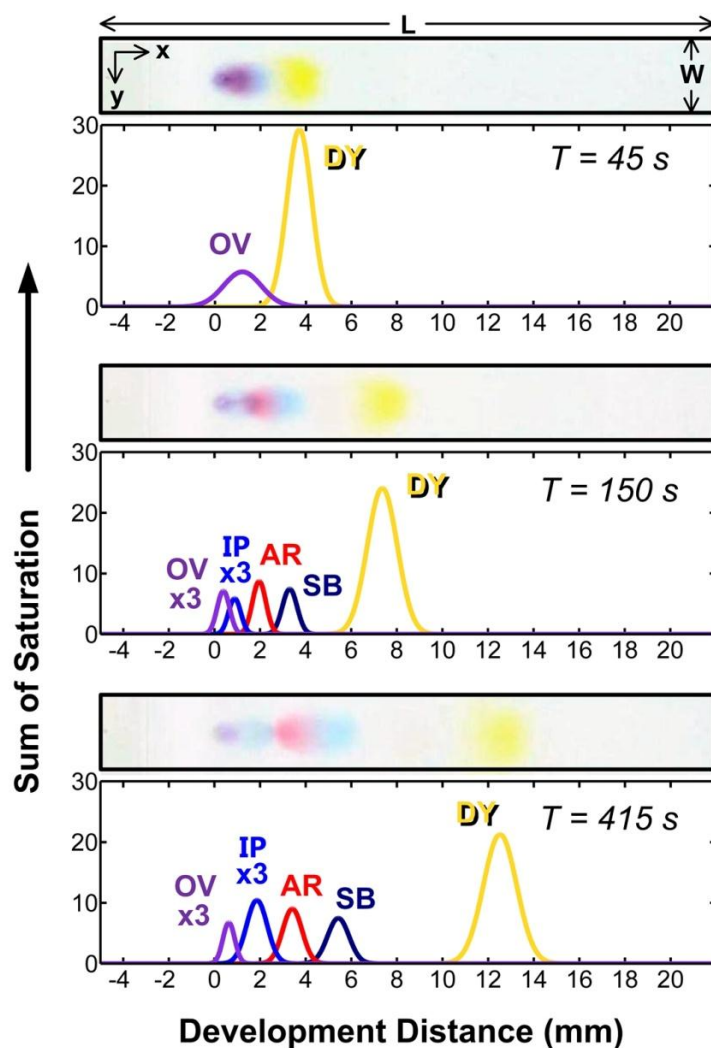 L
x
y
W
30
20
10
0
OV
DY
T = 45 s
-4 -2 0 2 4 6 8 10 12 14 16 18 20
30
20
10
0
OV
x3
IP
x3
AR
SB
DY
T = 150 s
-4 -2 0 2 4 6 8 10 12 14 16 18 20
30
20
10
0
OV
x3
IP
x3
AR
SB
DY
T = 415 s
-4 -2 0 2 4 6 8 10 12 14 16 18 20
Sum of Saturation
Development Distance (mm)